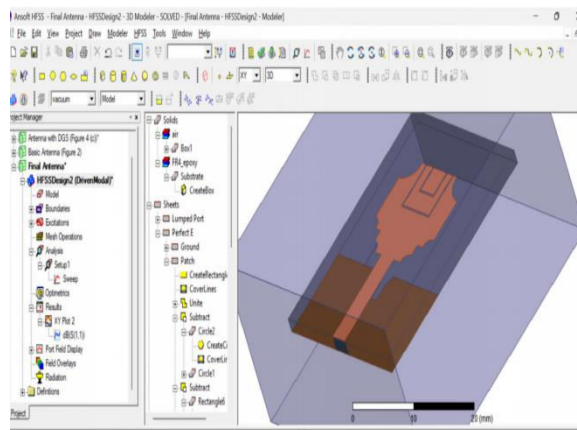 Ansoft HFSS - Final Antenna - HFSSDesign2 - 3D Modeler - SOLVED - [Final Antenna - HFSSDesign2 - Modeler]
File Edit View Project Draw Modeler HFSS Tools Window Help
XY
3D
vacuum
Model
Project Manager
Antenna with DGS (Figure 4 (c))*
Basic Antenna (Figure 2)
Final Antenna*
HFSSDesign2 (DrivenModal)*
Model
Boundaries
Excitations
Mesh Operations
Analysis
Setup1
Sweep
Optimetrics
Results
XY Plot 2
dB(S(1,1))
Port Field Display
Field Overlays
Radiation
Definitions
Project
Solids
air
Box1
FR4_epoxy
Substrate
CreateBox
Sheets
Lumped Port
Perfect E
Ground
Patch
CreateRectangl
CoverLines
Unite
Subtract
Circle2
CreateCi
CoverLin
Circle1
Subtract
Rectangle6
0
10
20 (mm)